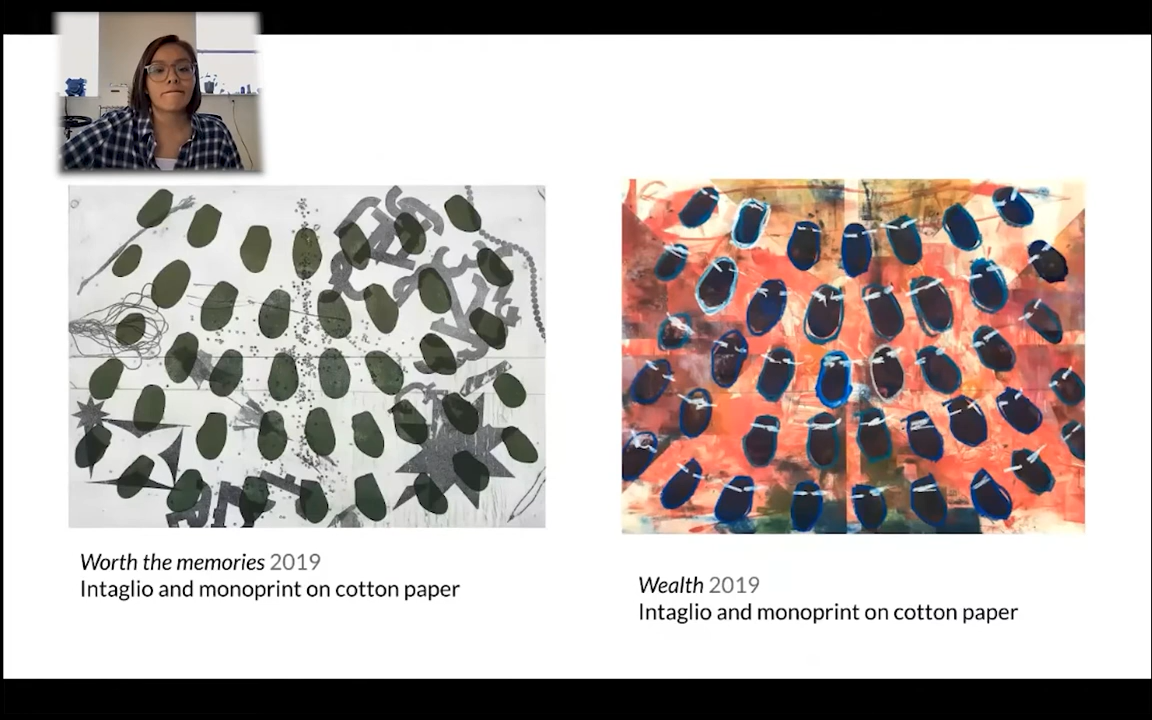 Worth the memories 2019
Intaglio and monoprint on cotton paper
Wealth 2019
Intaglio and monoprint on cotton paper